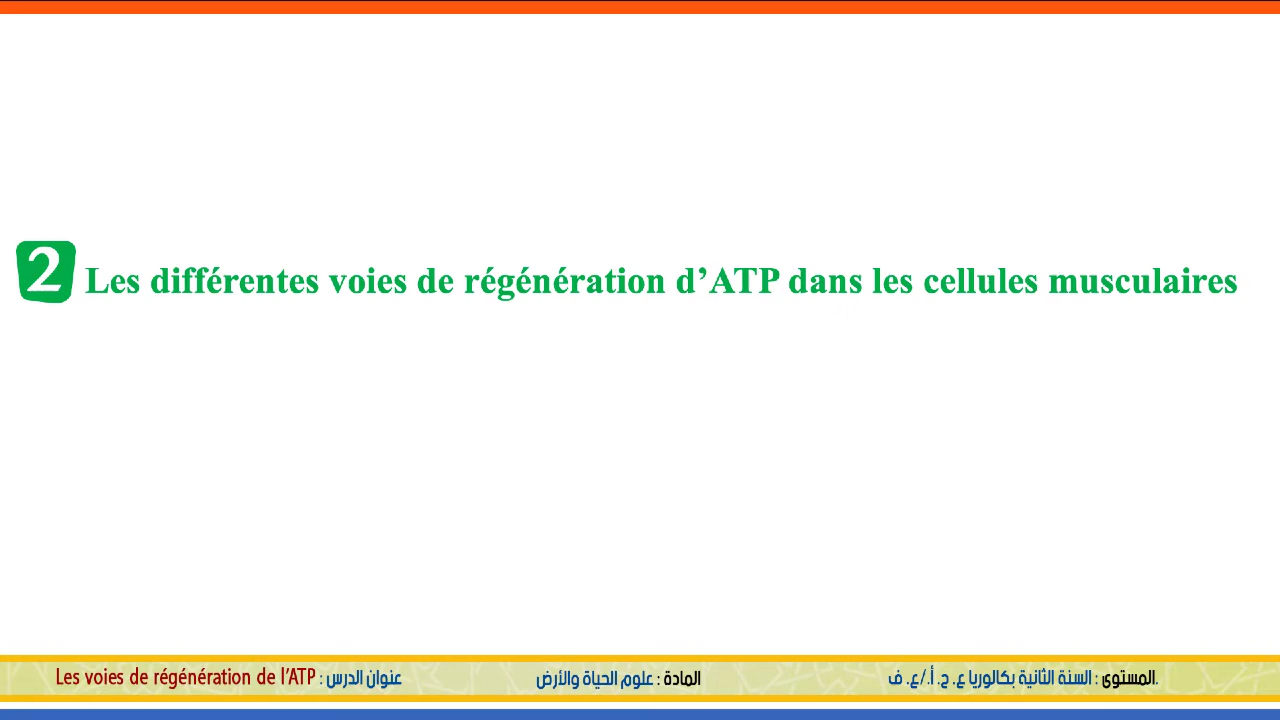 2 Les différentes voies de régénération d’ATP dans les cellules musculaires
عنوان الدرس : Les voies de régénération de l’ATP
المادة : علوم الحياة والأرض
المستوى : السنة الثانية بكالوريا ع. ح. أ./ع. ف.